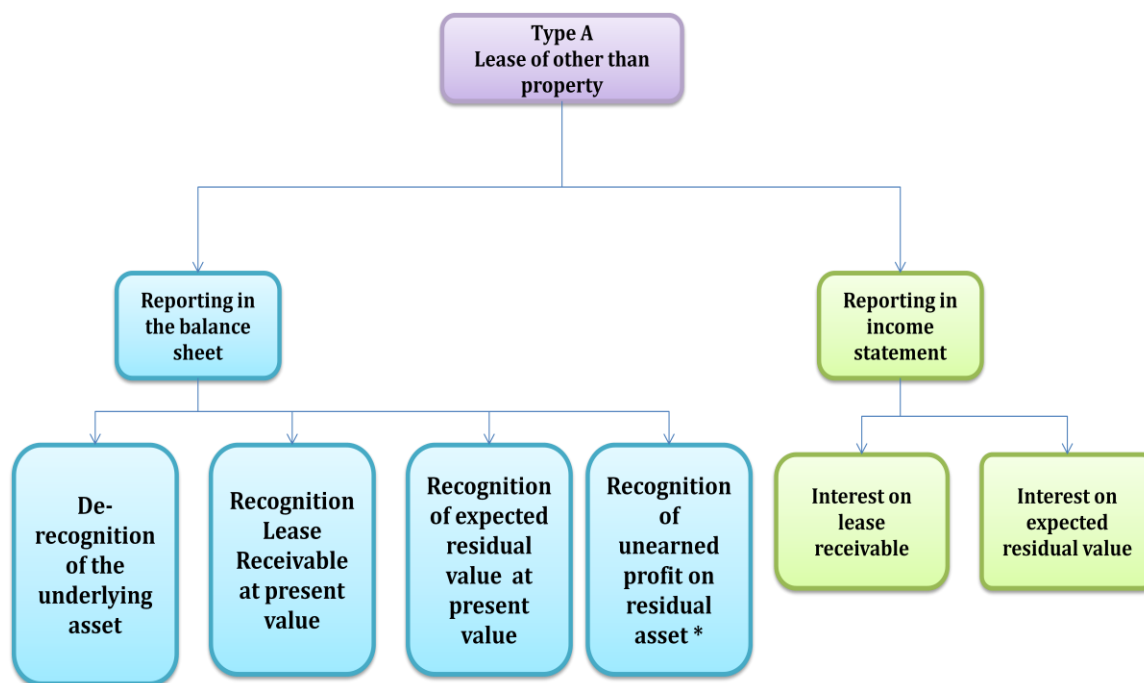 Type A
Lease of other than
property
Reporting in
the balance
sheet
Reporting in
income
statement
De-
recognition
of the
underlying
asset
Recognition
Lease
Receivable
at present
value
Recognition
of expected
residual
value at
present
value
Recognition
of
unearned
profit on
residual
asset *
Interest on
lease
receivable
Interest on
expected
residual value